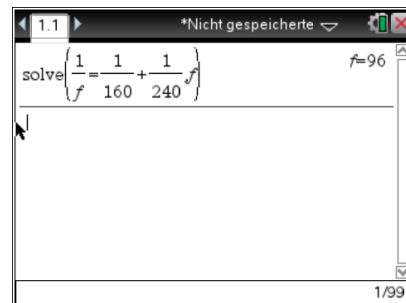 1.1 *Nicht gespeicherte
solve(1/f=1/160+1/240,f) f=96
1/99